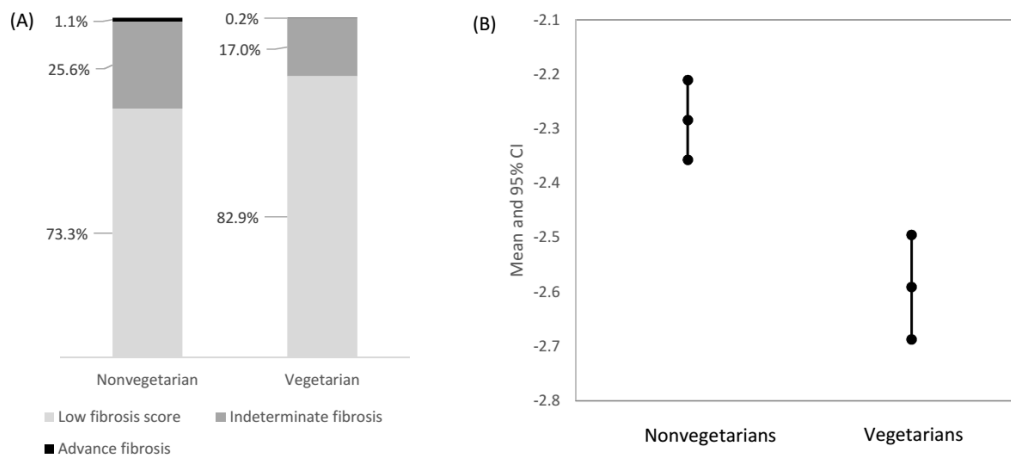 (A)
1.1%
25.6%
73.3%
0.2%
17.0%
82.9%
Nonvegetarian Vegetarian
Low fibrosis score Indeterminate fibrosis
Advance fibrosis
(B)
Mean and 95% CI
-2.1
-2.2
-2.3
-2.4
-2.5
-2.6
-2.7
-2.8
Nonvegetarians Vegetarians